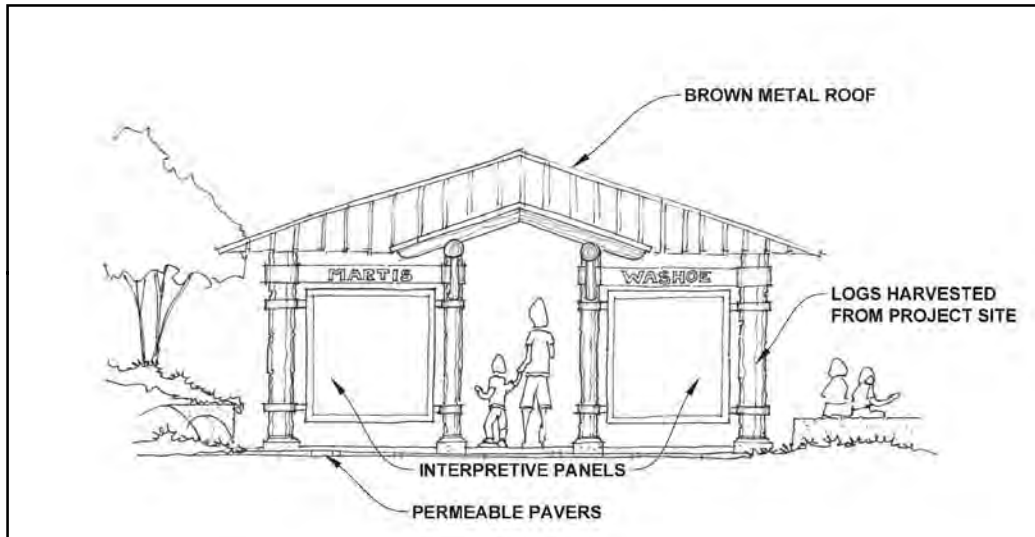 BROWN METAL ROOF
MARTIS
WASHOE
LOGS HARVESTED
FROM PROJECT SITE
INTERPRETIVE PANELS
PERMEABLE PAVERS